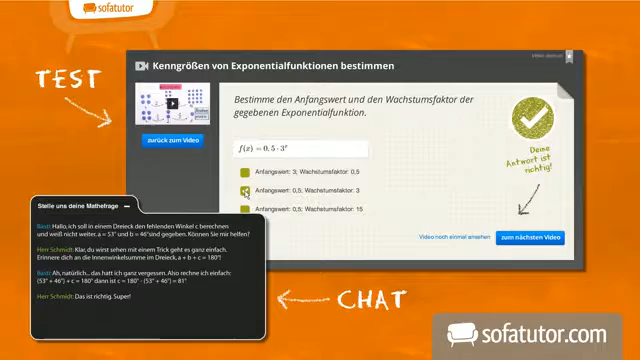 sofatutor
Kenngrößen von Exponentialfunktionen bestimmen
TEST
Bestimme den Anfangswert und den Wachstumsfaktor der
gegebenen Exponentialfunktion.
zurück zum Video
f(x) = 0,5 · 3ˣ
Deine
Antwort ist
richtig!
Anfangswert: 3; Wachstumsfaktor: 0,5
Anfangswert: 0,5; Wachstumsfaktor: 3
Anfangswert: 0,5; Wachstumsfaktor: 15
Video noch einmal ansehen
zum nächsten Video
Stelle uns deine Mathefrage
Basti: Hallo, ich soll in einem Dreieck den fehlenden Winkel c berechnen
und weiß nicht weiter. a = 53° und b = 46° sind gegeben. Können Sie mir helfen?
Herr Schmidt: Klar, du wirst sehen mit einem Trick geht es ganz einfach.
Erinnere dich an die Innenwinkelsumme im Dreieck, a + b + c = 180°!
Basti: Ah, natürlich... das hatt ich ganz vergessen. Also rechne ich einfach:
(53° + 46°) + c = 180° dann ist c = 180° - (53° + 46°) = 81°
Herr Schmidt: Das ist richtig. Super!
CHAT
sofatutor.com